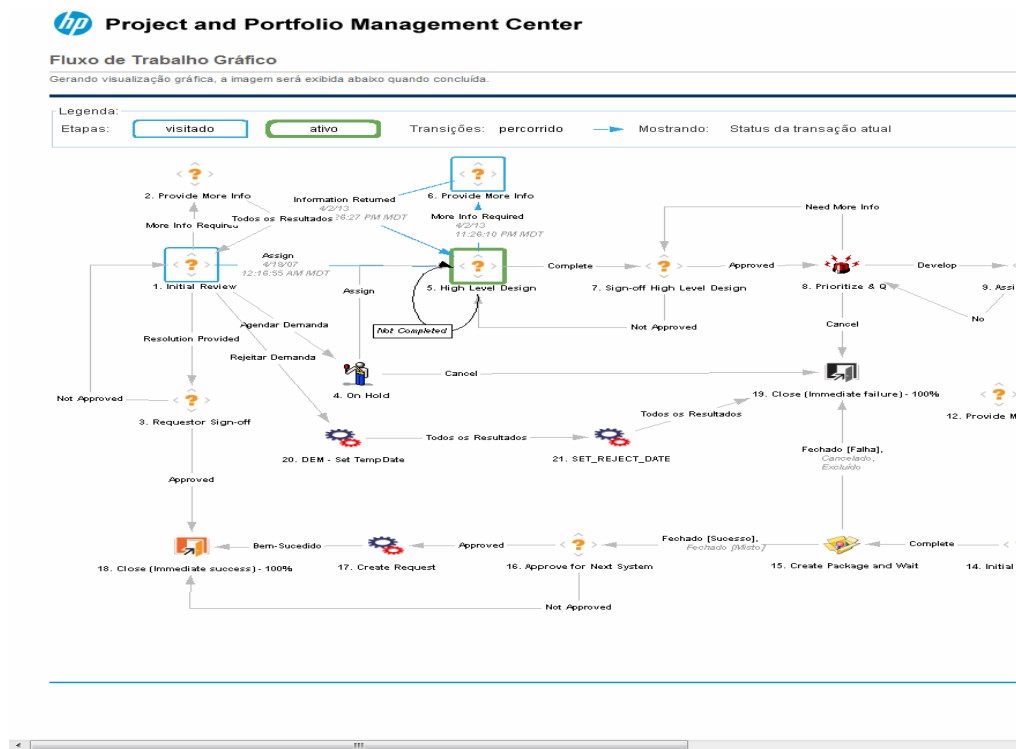 hp Project and Portfolio Management Center
Fluxo de Trabalho Gráfico
Gerando visualização gráfica, a imagem será exibida abaixo quando concluída.
Legenda:
Etapas: visitado ativo Transições: percorrido Mostrando: Status da transação atual
2. Provide More Info
Information Returned
4/2/13
26:27 PM MDT
6. Provide More Info
Need More Info
More Info Required
Todos os Resultados
More Info Required
4/2/13
11:26:10 PM MDT
Assign
4/18/07
12:16:55 AM MDT
Complete
Approved
Develop
1. Initial Review
Assign
5. High Level Design
7. Sign-off High Level Design
8. Prioritize & Q
9. Assi
Agendar Demanda
Not Completed
Not Approved
Cancel
No
Resolution Provided
Rejeitar Demanda
Cancel
4. On Hold
19. Close (Immediate failure) - 100%
Not Approved
3. Requestor Sign-off
Todos os Resultados
12. Provide M
Todos os Resultados
20. DEM - Set TempDate
21. SET_REJECT_DATE
Fechado [Falha],
Cancelado,
Excluído
Approved
Bem-Sucedido
Approved
Fechado [Sucesso],
Fechado [Misto]
Complete
18. Close (Immediate success) - 100%
17. Create Request
16. Approve for Next System
15. Create Package and Wait
14. Initial
Not Approved